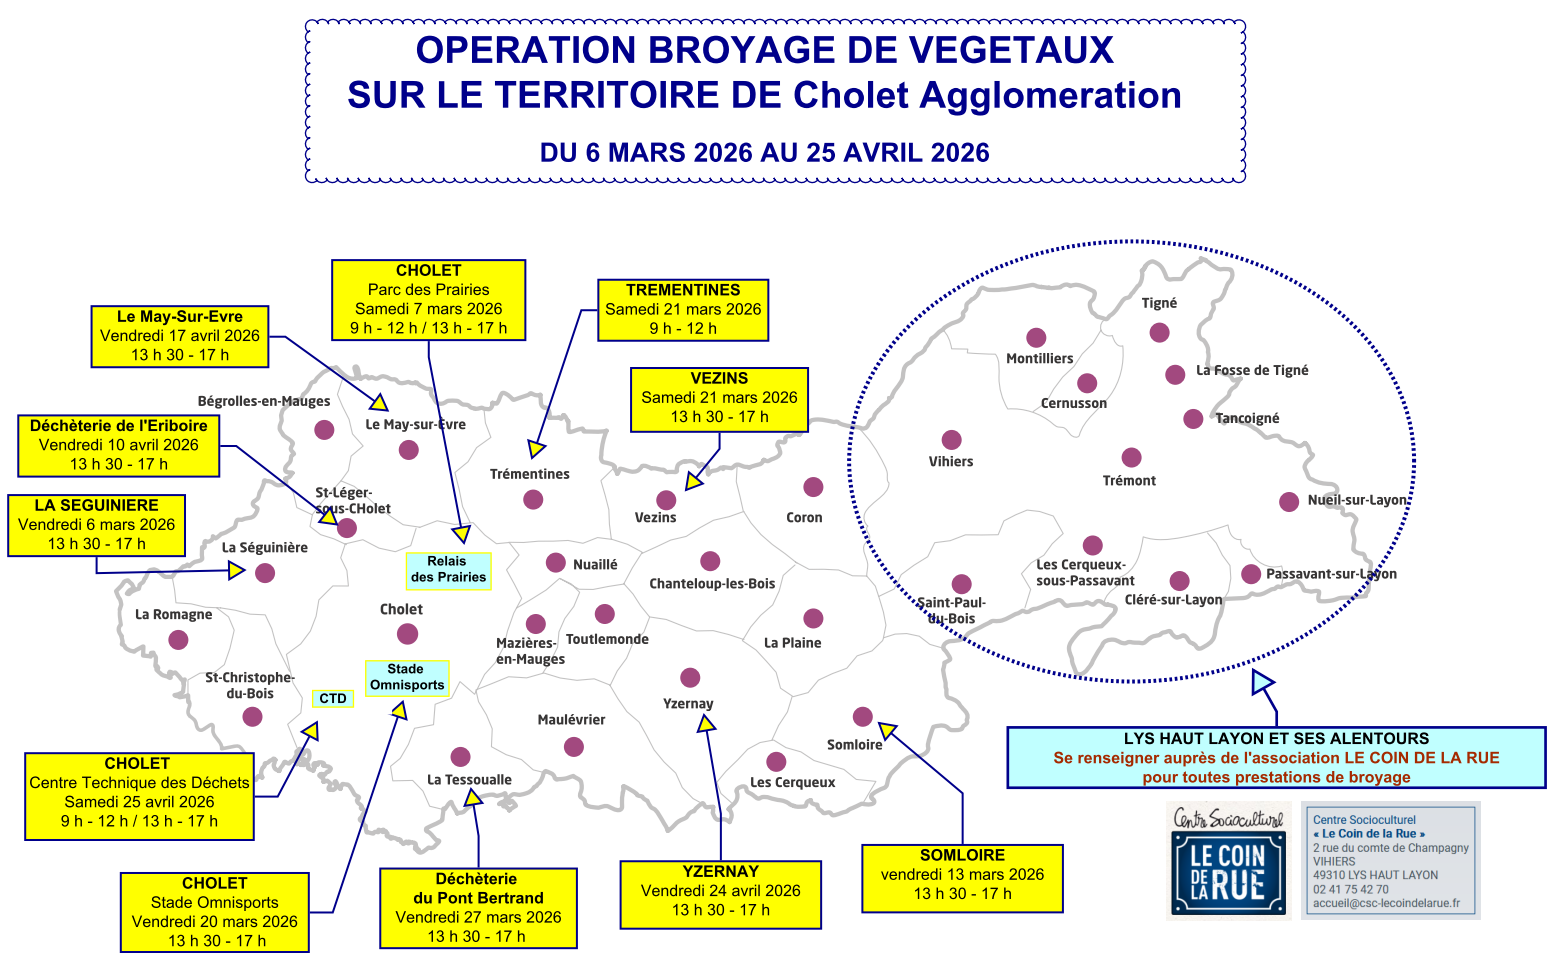 OPERATION BROYAGE DE VEGETAUX
SUR LE TERRITOIRE DE Cholet Agglomeration
DU 6 MARS 2026 AU 25 AVRIL 2026
CHOLET
Parc des Prairies
Samedi 7 mars 2026
9 h - 12 h / 13 h - 17 h
TREMENTINES
Samedi 21 mars 2026
9 h - 12 h
Le May-Sur-Evre
Vendredi 17 avril 2026
13 h 30 - 17 h
VEZINS
Samedi 21 mars 2026
13 h 30 - 17 h
Déchèterie de l'Eriboire
Vendredi 10 avril 2026
13 h 30 - 17 h
LA SEGUINIERE
Vendredi 6 mars 2026
13 h 30 - 17 h
Tigné
Montilliers
La Fosse de Tigné
Cernusson
Tancoigné
Bégrolles-en-Mauges
Le May-sur-Èvre
Vihiers
Trémont
Trémentines
St-Léger-
sous-CHolet
Vezins
Coron
Nueil-sur-Layon
La Séguinière
Relais
des Prairies
Nuaillé
Chanteloup-les-Bois
Les Cerqueux-
sous-Passavant
Passavant-sur-Layon
Cléré-sur-Layon
Saint-Paul-
du-Bois
La Romagne
Cholet
Mazières-
en-Mauges
Toutlemonde
La Plaine
St-Christophe-
du-Bois
Stade
Omnisports
CTD
Yzernay
Maulévrier
Somloire
La Tessoualle
Les Cerqueux
LYS HAUT LAYON ET SES ALENTOURS
Se renseigner auprès de l'association LE COIN DE LA RUE
pour toutes prestations de broyage
CHOLET
Centre Technique des Déchets
Samedi 25 avril 2026
9 h - 12 h / 13 h - 17 h
CHOLET
Stade Omnisports
Vendredi 20 mars 2026
13 h 30 - 17 h
Déchèterie
du Pont Bertrand
Vendredi 27 mars 2026
13 h 30 - 17 h
YZERNAY
Vendredi 24 avril 2026
13 h 30 - 17 h
SOMLOIRE
vendredi 13 mars 2026
13 h 30 - 17 h
Centre Socioculturel
LE COIN
DE LA RUE
Centre Socioculturel
« Le Coin de la Rue »
2 rue du comte de Champagny
VIHIERS
49310 LYS HAUT LAYON
02 41 75 42 70
accueil@csc-lecoindelarue.fr